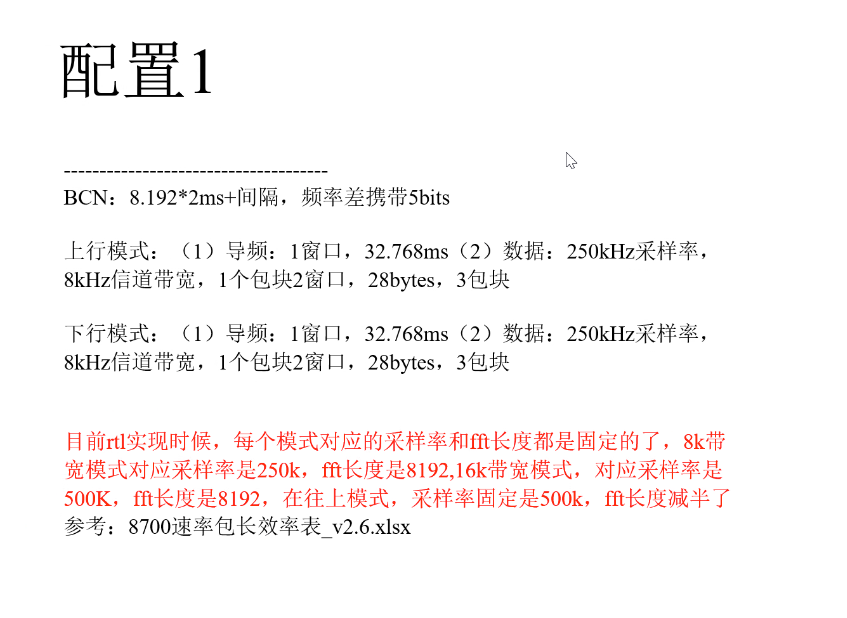 配置1
-------------------------------------
BCN：8.192*2ms+间隔，频率差携带5bits
上行模式：（1）导频：1窗口，32.768ms（2）数据：250kHz采样率，
8kHz信道带宽，1个包块2窗口，28bytes，3包块
下行模式：（1）导频：1窗口，32.768ms（2）数据：250kHz采样率，
8kHz信道带宽，1个包块2窗口，28bytes，3包块
目前rtl实现时候，每个模式对应的采样率和fft长度都是固定的了，8k带
宽模式对应采样率是250k，fft长度是8192,16k带宽模式，对应采样率是
500K，fft长度是8192，在往上模式，采样率固定是500k，fft长度减半了
参考：8700速率包长效率表_v2.6.xlsx